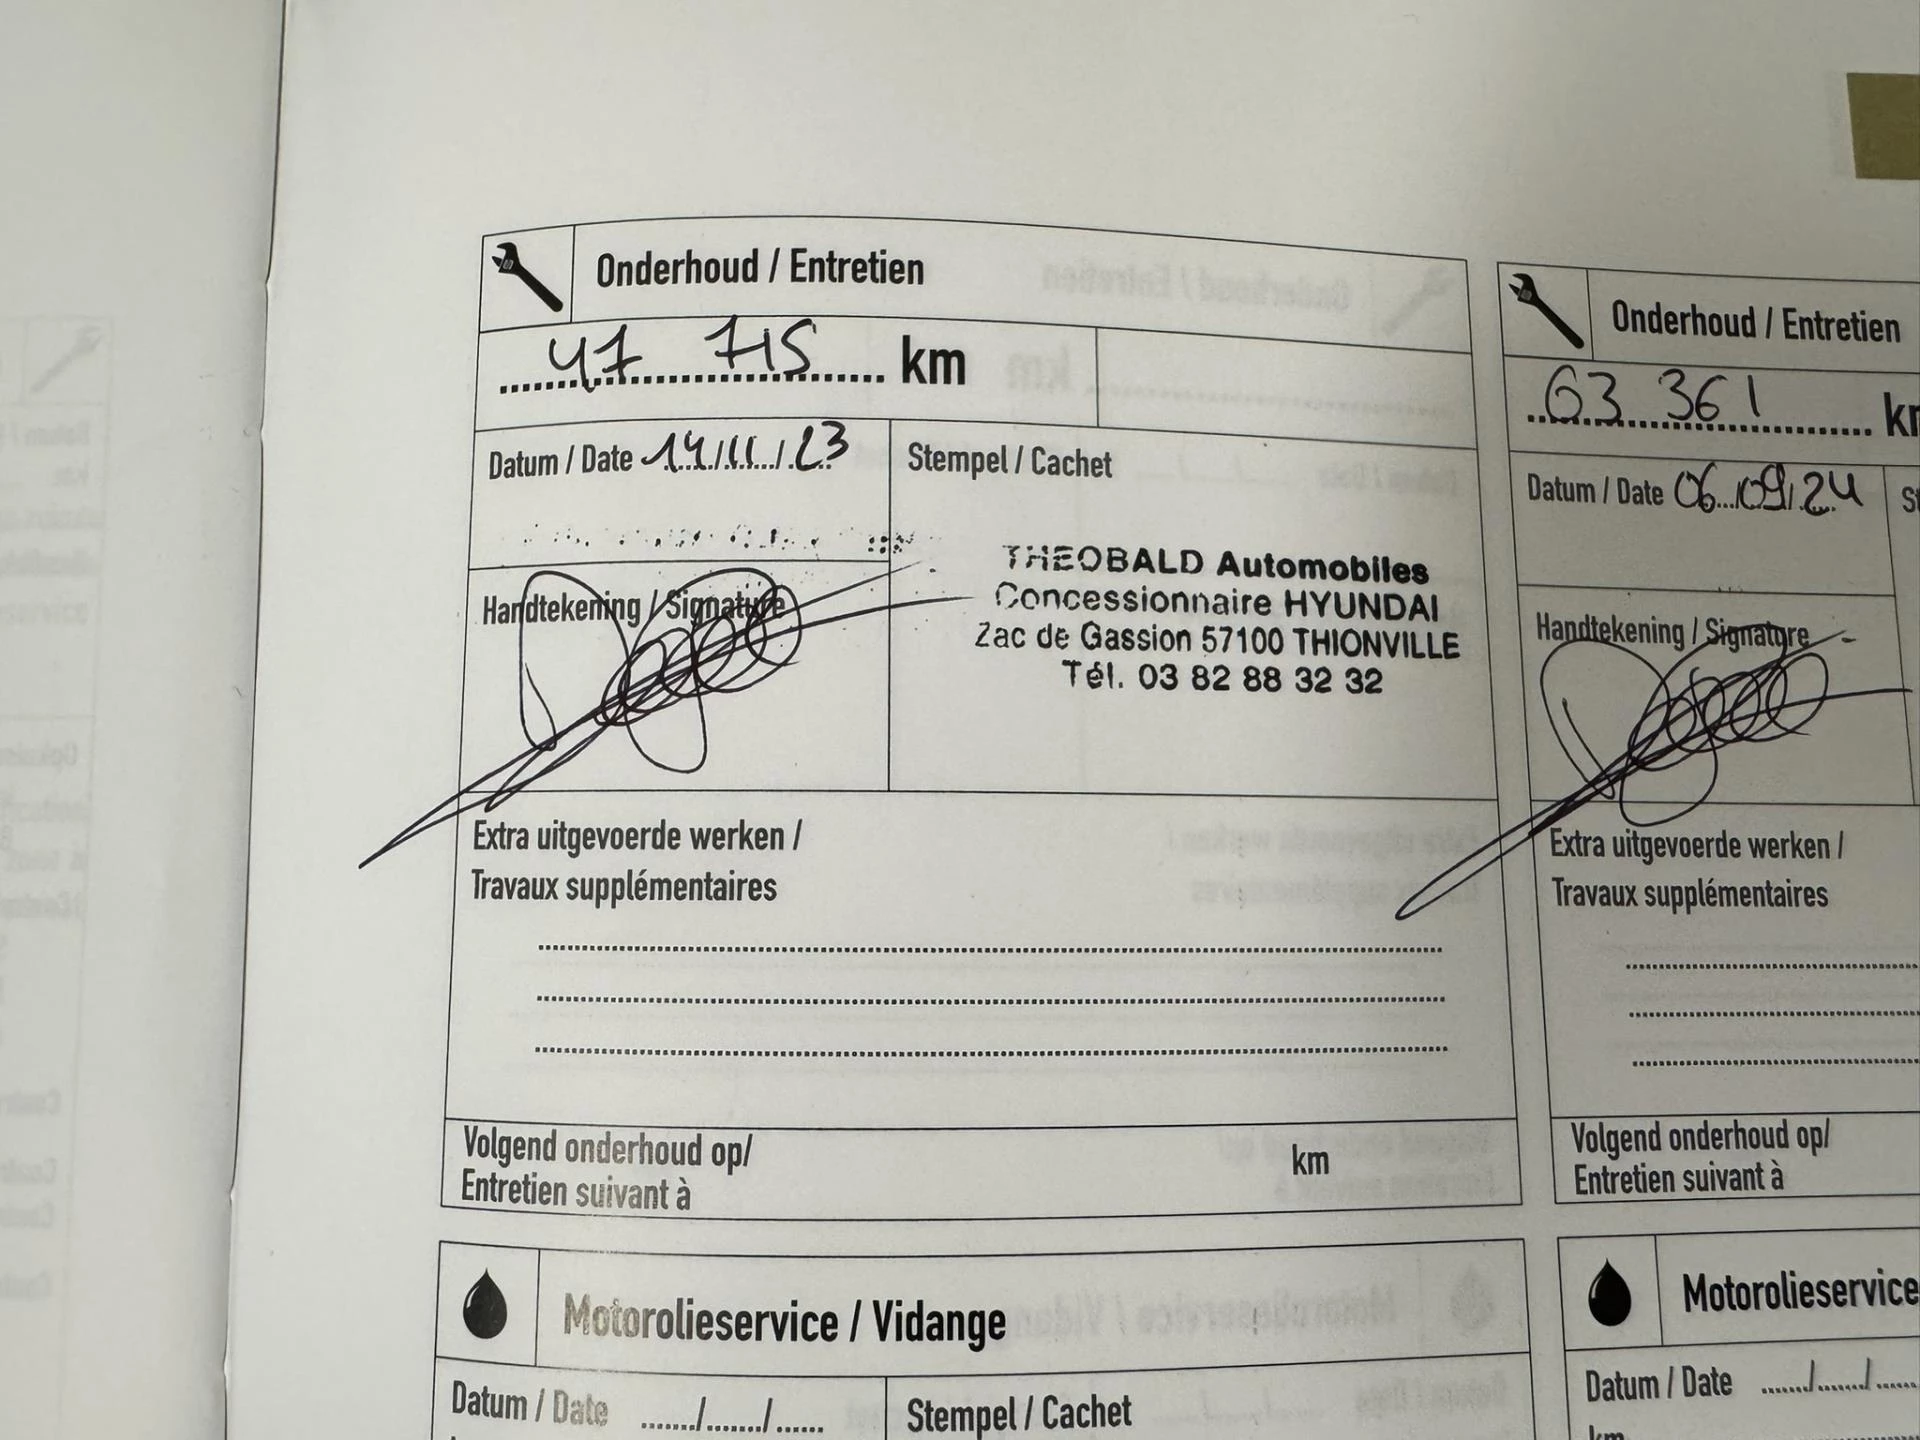 Onderhoud / Entretien
47 715 km
Datum / Date 14/11/23
Stempel / Cachet
THEOBALD Automobiles
Concessionnaire HYUNDAI
Zac de Gassion 57100 THIONVILLE
Tél. 03 82 88 32 32
Handtekening / Signature
Extra uitgevoerde werken /
Travaux supplémentaires
Volgend onderhoud op/
Entretien suivant à
km
Motorolieservice / Vidange
Datum / Date ....../....../......
Stempel / Cachet
Onderhoud / Entretien
63 361
Datum / Date 06/09/24
Handtekening / Signature
Extra uitgevoerde werken /
Travaux supplémentaires
Volgend onderhoud op/
Entretien suivant à
Motorolieservice
Datum / Date ....../....../......
km